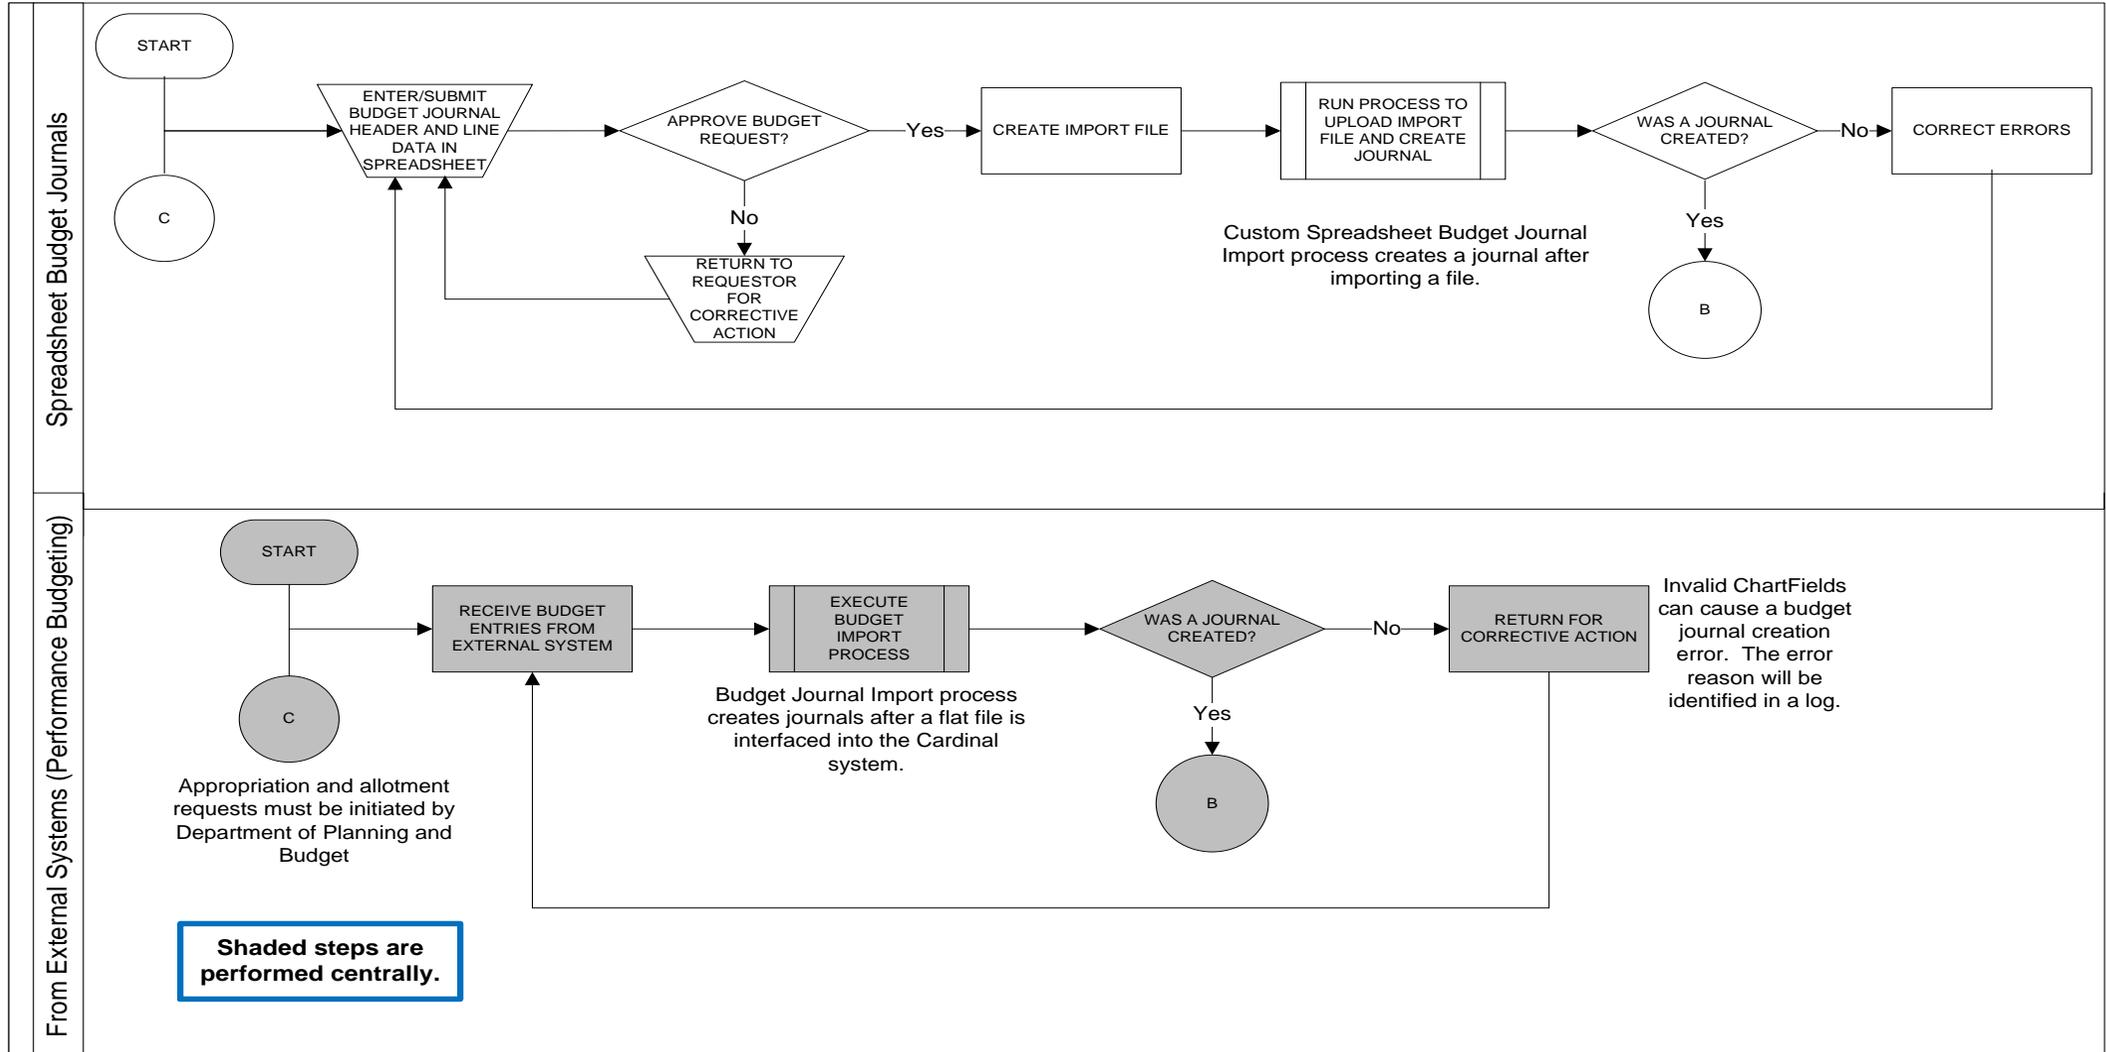 Spreadsheet Budget Journals
START
C
ENTER/SUBMIT
BUDGET JOURNAL
HEADER AND LINE
DATA IN
SPREADSHEET
APPROVE BUDGET
REQUEST?
Yes
No
RETURN TO
REQUESTOR
FOR
CORRECTIVE
ACTION
CREATE IMPORT FILE
RUN PROCESS TO
UPLOAD IMPORT
FILE AND CREATE
JOURNAL
Custom Spreadsheet Budget Journal
Import process creates a journal after
importing a file.
WAS A JOURNAL
CREATED?
No
Yes
B
CORRECT ERRORS
From External Systems (Performance Budgeting)
START
C
Appropriation and allotment
requests must be initiated by
Department of Planning and
Budget
RECEIVE BUDGET
ENTRIES FROM
EXTERNAL SYSTEM
EXECUTE
BUDGET
IMPORT
PROCESS
Budget Journal Import process
creates journals after a flat file is
interfaced into the Cardinal
system.
WAS A JOURNAL
CREATED?
No
Yes
B
RETURN FOR
CORRECTIVE ACTION
Invalid ChartFields
can cause a budget
journal creation
error.  The error
reason will be
identified in a log.
Shaded steps are
performed centrally.